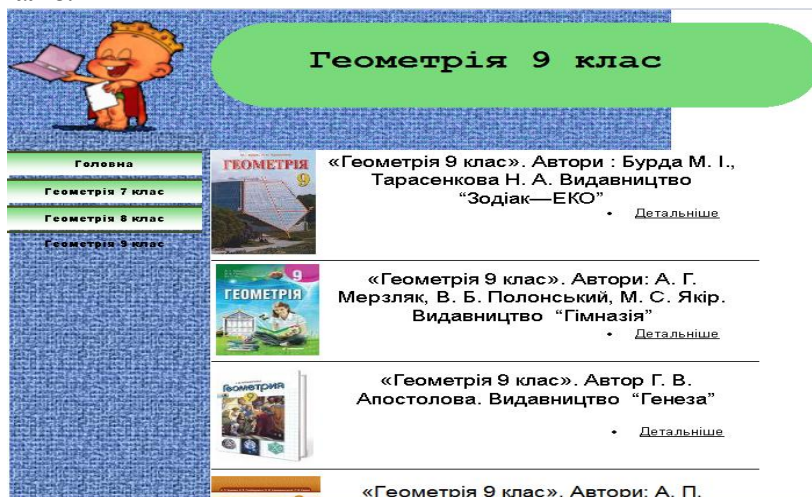 Геометрія 9 клас
Головна
Геометрія 7 клас
Геометрія 8 клас
Геометрія 9 клас
ГЕОМЕТРІЯ
9
«Геометрія 9 клас». Автори : Бурда М. І.,
Тарасенкова Н. А. Видавництво
“Зодіак—ЕКО”
• Детальніше
9
ГЕОМЕТРІЯ
«Геометрія 9 клас». Автори: А. Г.
Мерзляк, В. Б. Полонський, М. С. Якір.
Видавництво “Гімназія”
• Детальніше
Геометрия
9
«Геометрія 9 клас». Автор Г. В.
Апостолова. Видавництво “Генеза”
• Детальніше
«Геометрія 9 клас». Автори: А. П.